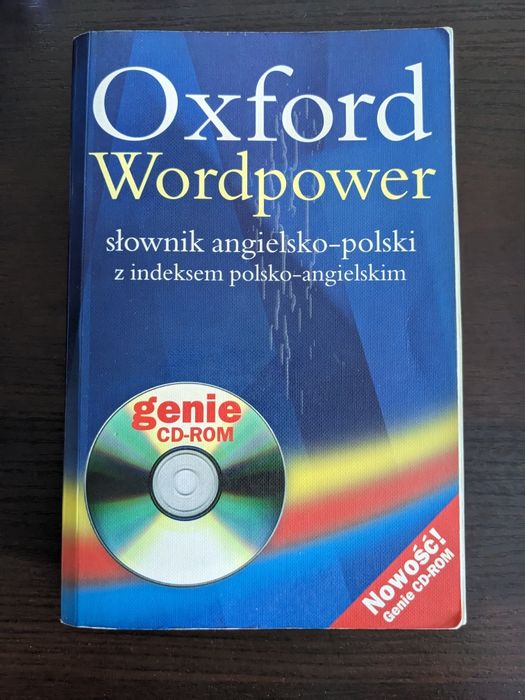 Oxford
Wordpower
słownik angielsko-polski
z indeksem polsko-angielskim
genie
CD-ROM
Nowość!
Genie CD-ROM